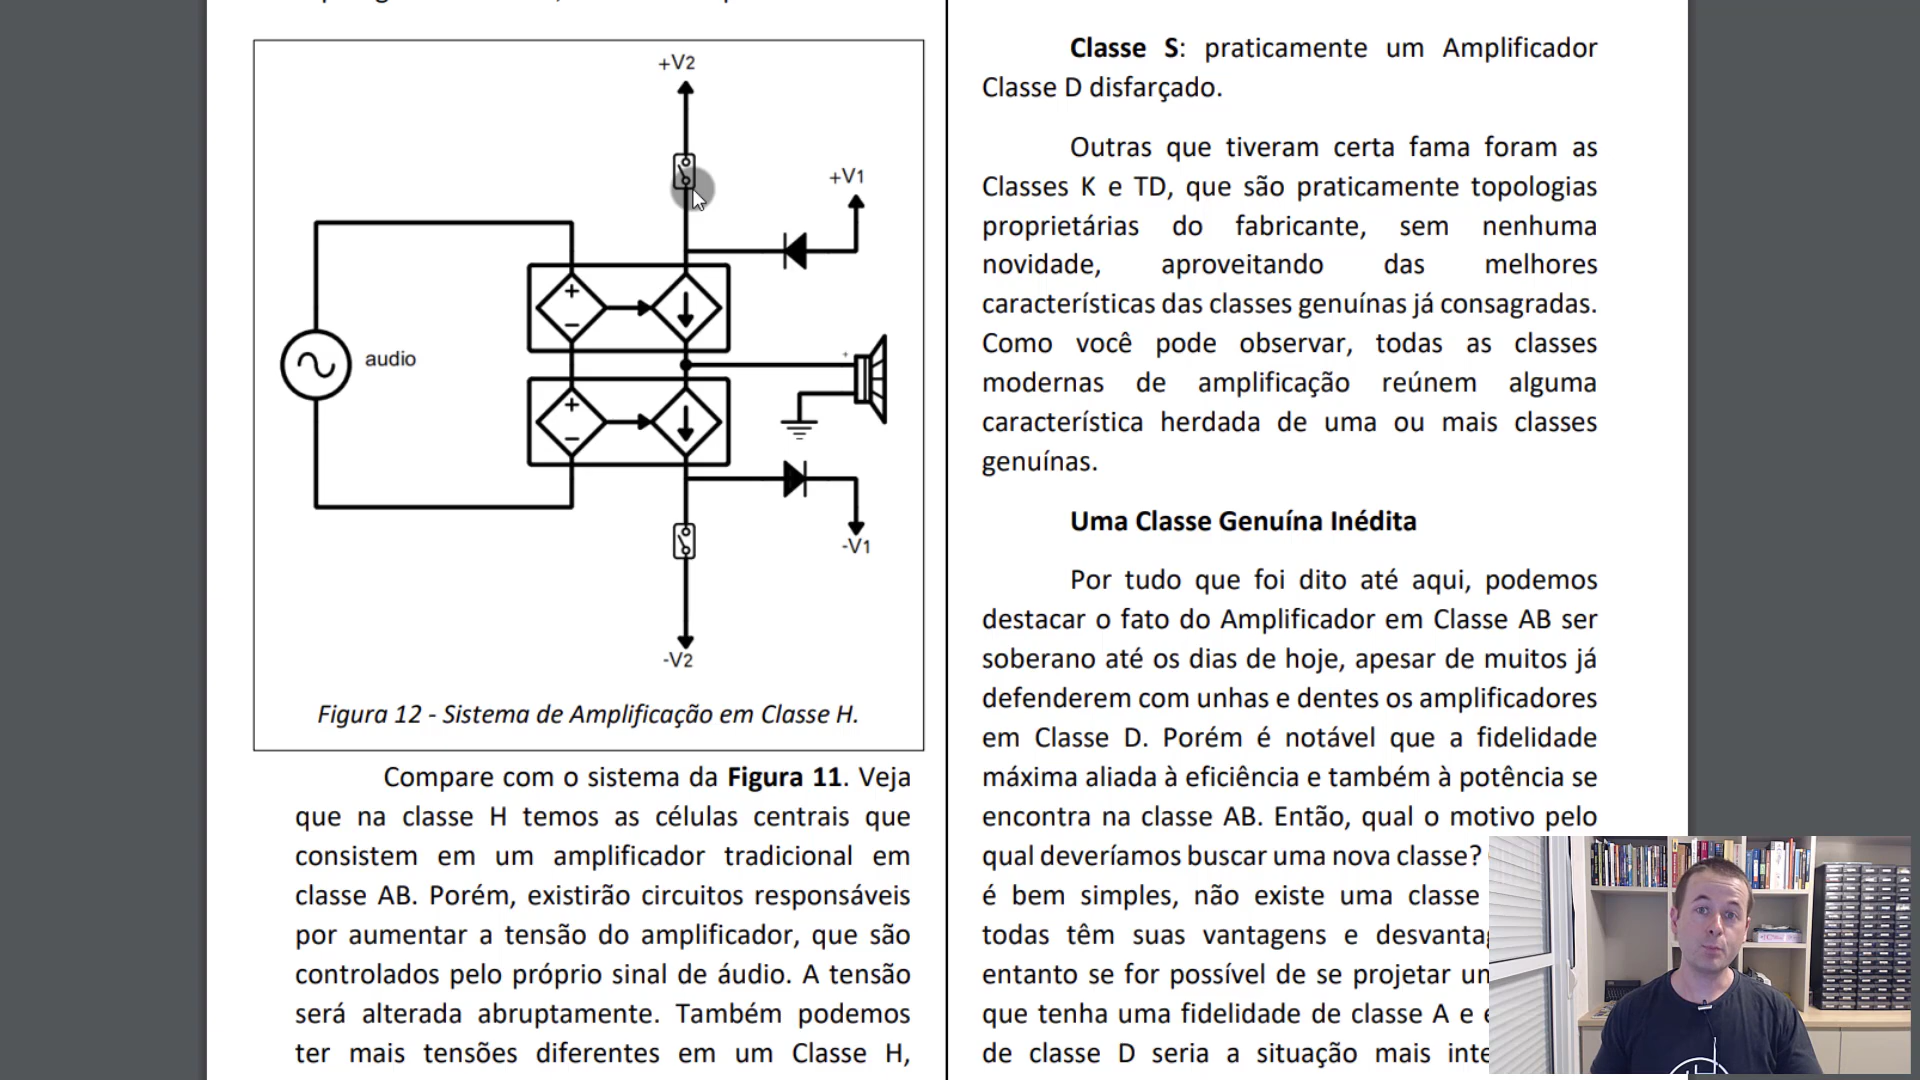 +V2
+V1
+
−
audio
+
+
−
-V1
-V2
Figura 12 - Sistema de Amplificação em Classe H.
Compare com o sistema da Figura 11. Veja
que na classe H temos as células centrais que
consistem em um amplificador tradicional em
classe AB. Porém, existirão circuitos responsáveis
por aumentar a tensão do amplificador, que são
controlados pelo próprio sinal de áudio. A tensão
será alterada abruptamente. Também podemos
ter mais tensões diferentes em um Classe H,
Classe S: praticamente um Amplificador
Classe D disfarçado.
Outras que tiveram certa fama foram as
Classes K e TD, que são praticamente topologias
proprietárias do fabricante, sem nenhuma
novidade, aproveitando das melhores
características das classes genuínas já consagradas.
Como você pode observar, todas as classes
modernas de amplificação reúnem alguma
característica herdada de uma ou mais classes
genuínas.
Uma Classe Genuína Inédita
Por tudo que foi dito até aqui, podemos
destacar o fato do Amplificador em Classe AB ser
soberano até os dias de hoje, apesar de muitos já
defenderem com unhas e dentes os amplificadores
em Classe D. Porém é notável que a fidelidade
máxima aliada à eficiência e também à potência se
encontra na classe AB. Então, qual o motivo pelo
qual deveríamos buscar uma nova classe?
é bem simples, não existe uma classe
todas têm suas vantagens e desvanta
entanto se for possível de se projetar
que tenha uma fidelidade de classe A e
de classe D seria a situação mais inte